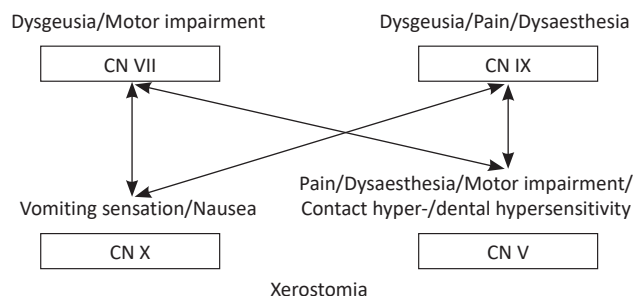 Dysgeusia/Motor impairment
Dysgeusia/Pain/Dysaesthesia
CN VII
CN IX
Pain/Dysaesthesia/Motor impairment/
Vomiting sensation/Nausea
Contact hyper-/dental hypersensitivity
CN X
CN V
Xerostomia